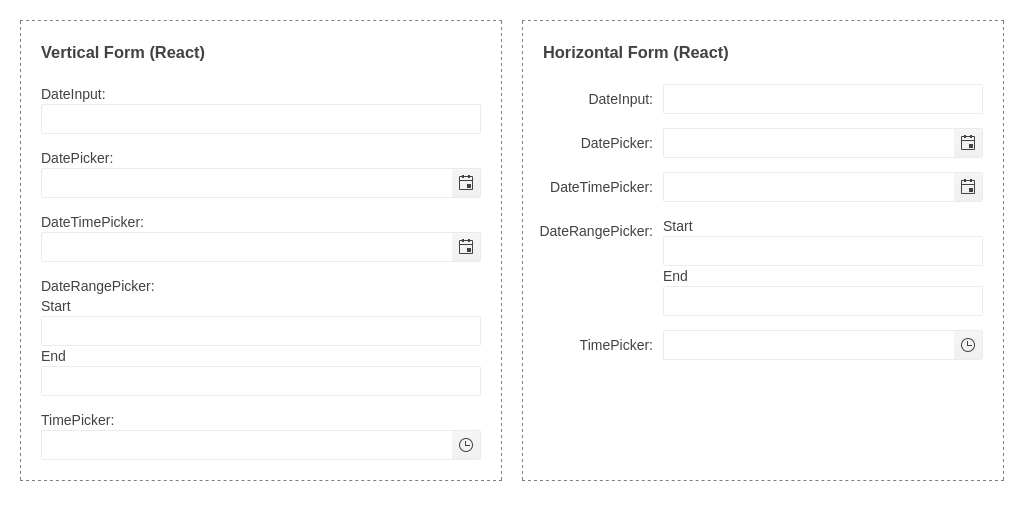 Vertical Form (React)
DateInput:
DatePicker:
DateTimePicker:
DateRangePicker:
Start
End
TimePicker:
Horizontal Form (React)
DateInput:
DatePicker:
DateTimePicker:
DateRangePicker:
Start
End
TimePicker: